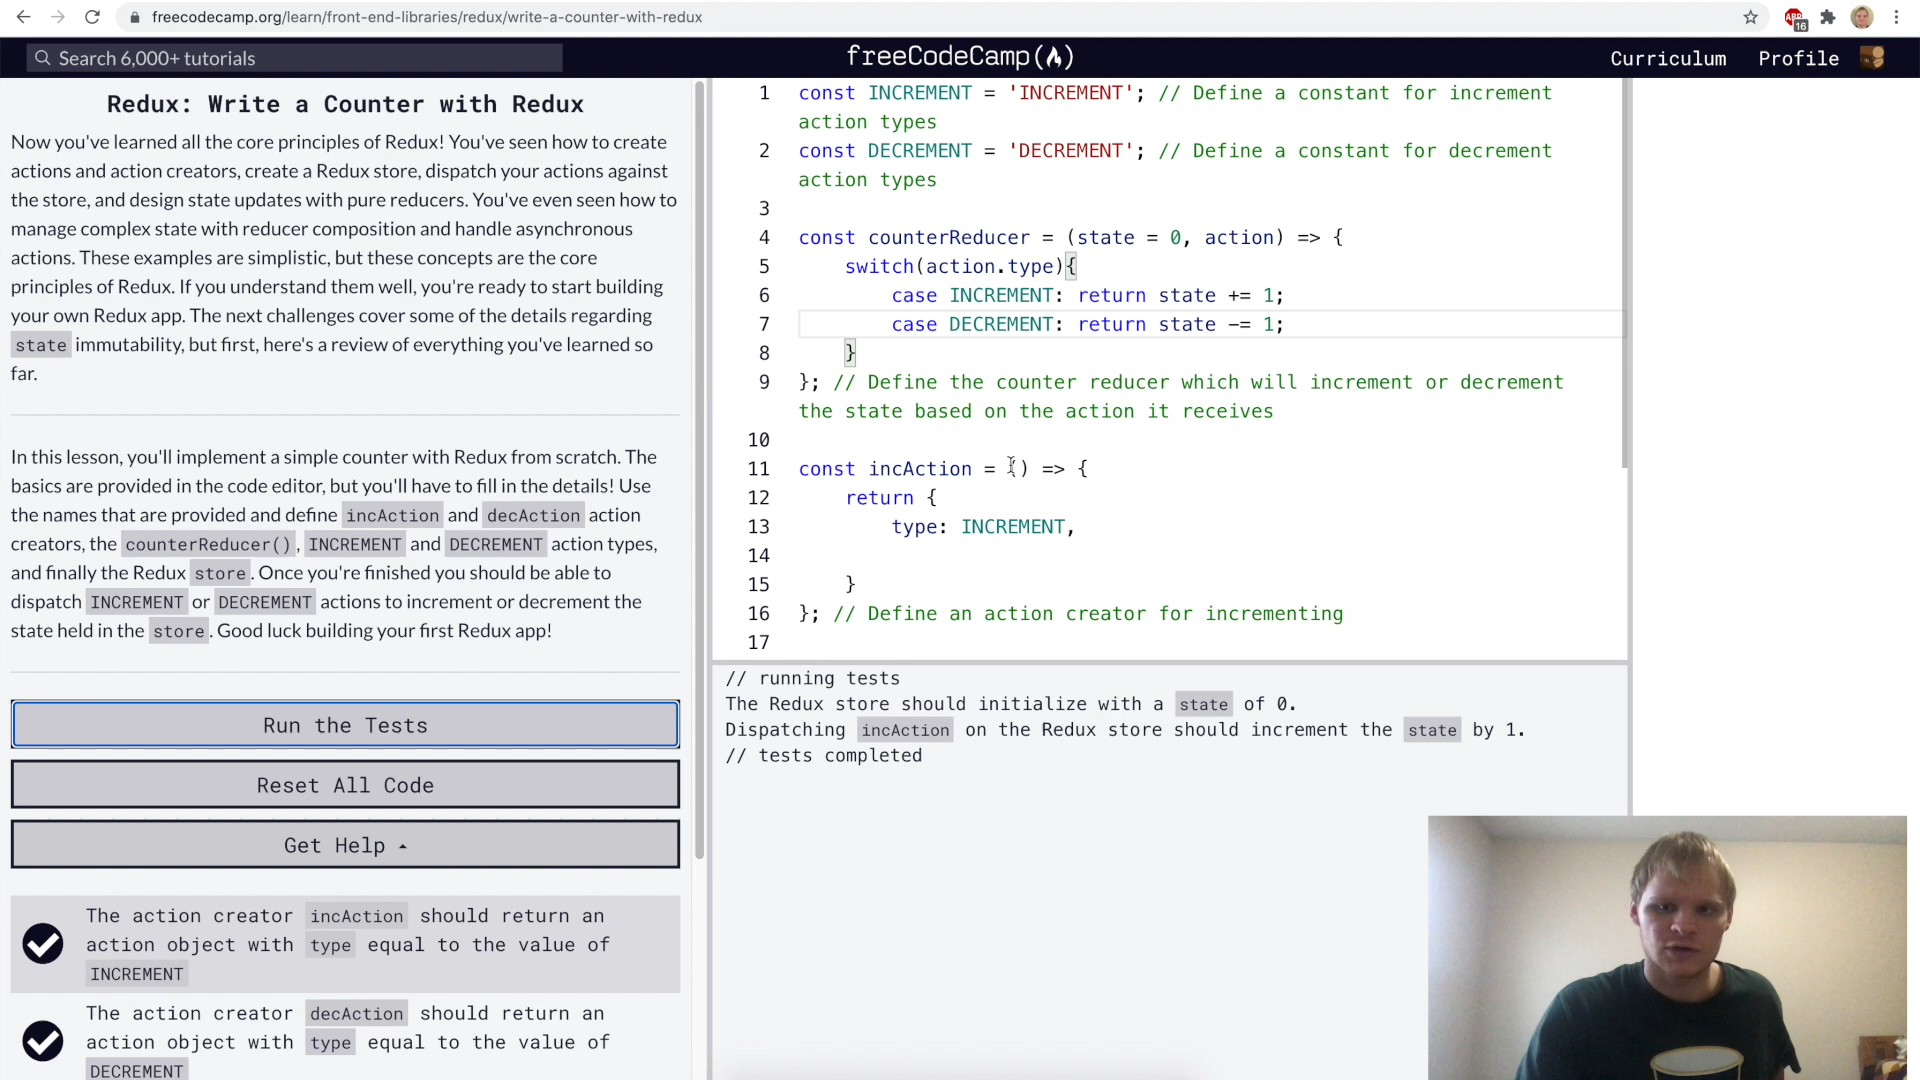 freecodecamp.org/learn/front-end-libraries/redux/write-a-counter-with-redux
16
Search 6,000+ tutorials
freeCodeCamp
Curriculum
Profile
Redux: Write a Counter with Redux
Now you've learned all the core principles of Redux! You've seen how to create
actions and action creators, create a Redux store, dispatch your actions against
the store, and design state updates with pure reducers. You've even seen how to
manage complex state with reducer composition and handle asynchronous
actions. These examples are simplistic, but these concepts are the core
principles of Redux. If you understand them well, you're ready to start building
your own Redux app. The next challenges cover some of the details regarding
state immutability, but first, here's a review of everything you've learned so
far.
In this lesson, you'll implement a simple counter with Redux from scratch. The
basics are provided in the code editor, but you'll have to fill in the details! Use
the names that are provided and define incAction and decAction action
creators, the counterReducer(), INCREMENT and DECREMENT action types,
and finally the Redux store. Once you're finished you should be able to
dispatch INCREMENT or DECREMENT actions to increment or decrement the
state held in the store. Good luck building your first Redux app!
Run the Tests
Reset All Code
Get Help
The action creator incAction should return an
action object with type equal to the value of
INCREMENT
The action creator decAction should return an
action object with type equal to the value of
DECREMENT
1 const INCREMENT = 'INCREMENT'; // Define a constant for increment
action types
2 const DECREMENT = 'DECREMENT'; // Define a constant for decrement
action types
3
4 const counterReducer = (state = 0, action) => {
5 switch(action.type){
6 case INCREMENT: return state += 1;
7 case DECREMENT: return state -= 1;
8 }
9 }; // Define the counter reducer which will increment or decrement
the state based on the action it receives
10
11 const incAction = () => {
12 return {
13 type: INCREMENT,
14
15 }
16 }; // Define an action creator for incrementing
17
// running tests
The Redux store should initialize with a state of 0.
Dispatching incAction on the Redux store should increment the state by 1.
// tests completed